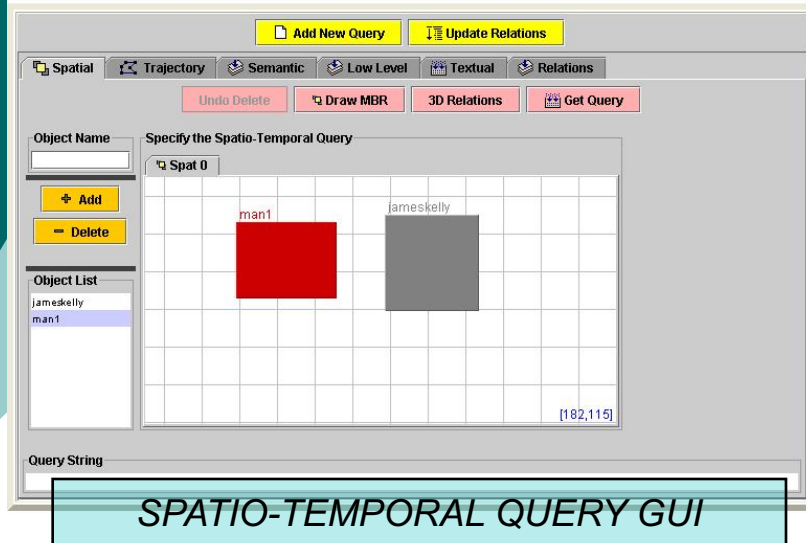 Add New Query Update Relations
Spatial Trajectory Semantic Low Level Textual Relations
Undo Delete Draw MBR 3D Relations Get Query
Object Name Specify the Spatio-Temporal Query
Spat 0
Add
man1 jameskelly
Delete
Object List
jameskelly
man1
[182,115]
Query String
SPATIO-TEMPORAL QUERY GUI